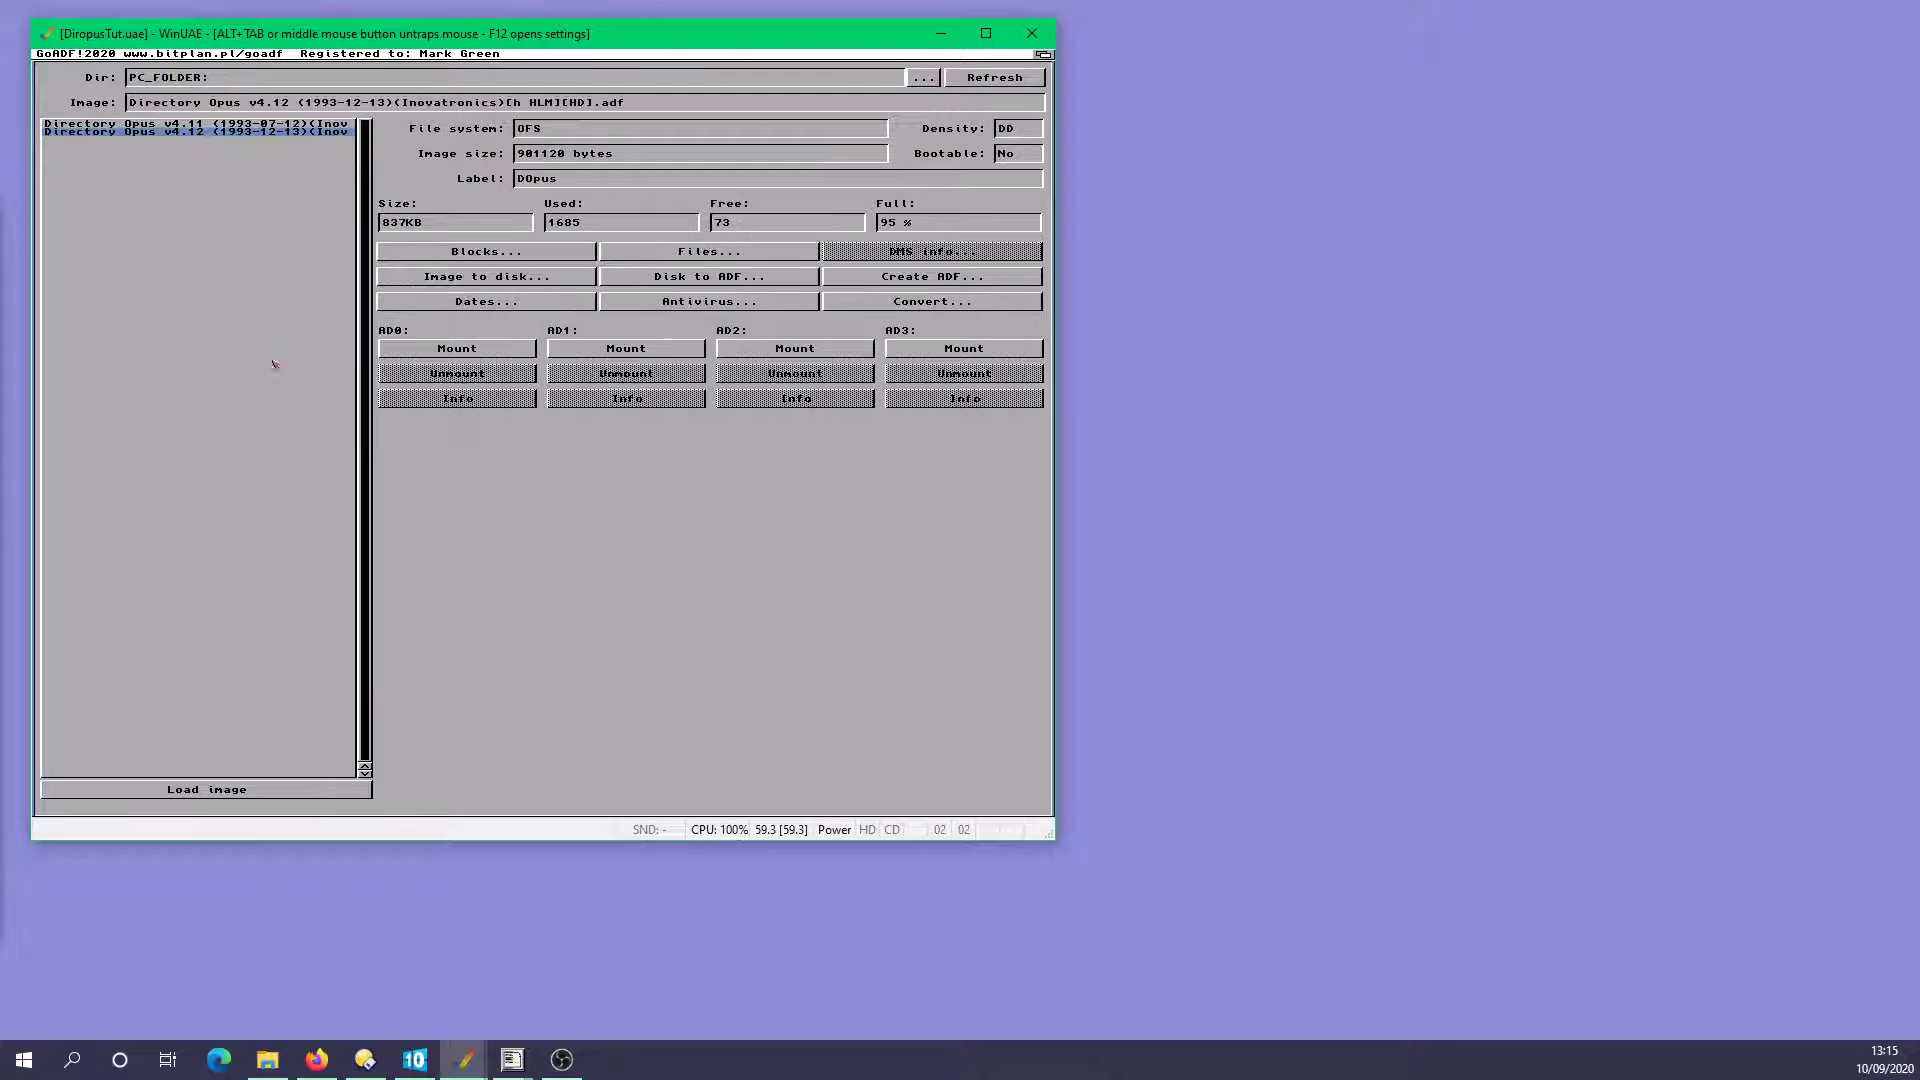 [DiropusTut.uae] - WinUAE - [ALT+TAB or middle mouse button untraps mouse - F12 opens settings]
GoADF!2020 www.bitplan.pl/goadf Registered to: Mark Green
Dir: PC_FOLDER: ... Refresh
Image: Directory Opus v4.12 (1993-12-13)(Inovatronics)[h HLM][HD].adf
Directory Opus v4.11 (1993-07-12)(Inov
Directory Opus v4.12 (1993-12-13)(Inov
File system: OFS Density: DD
Image size: 901120 bytes Bootable: No
Label: DOpus
Size: Used: Free: Full:
837KB 1685 73 95 %
Blocks... Files... DMS info...
Image to disk... Disk to ADF... Create ADF...
Dates... Antivirus... Convert...
AD0: AD1: AD2: AD3:
Mount Mount Mount Mount
Unmount Unmount Unmount Unmount
Info Info Info Info
Load image
SND: - CPU: 100% 59.3 [59.3] Power HD CD 02 02
10
13:15
10/09/2020